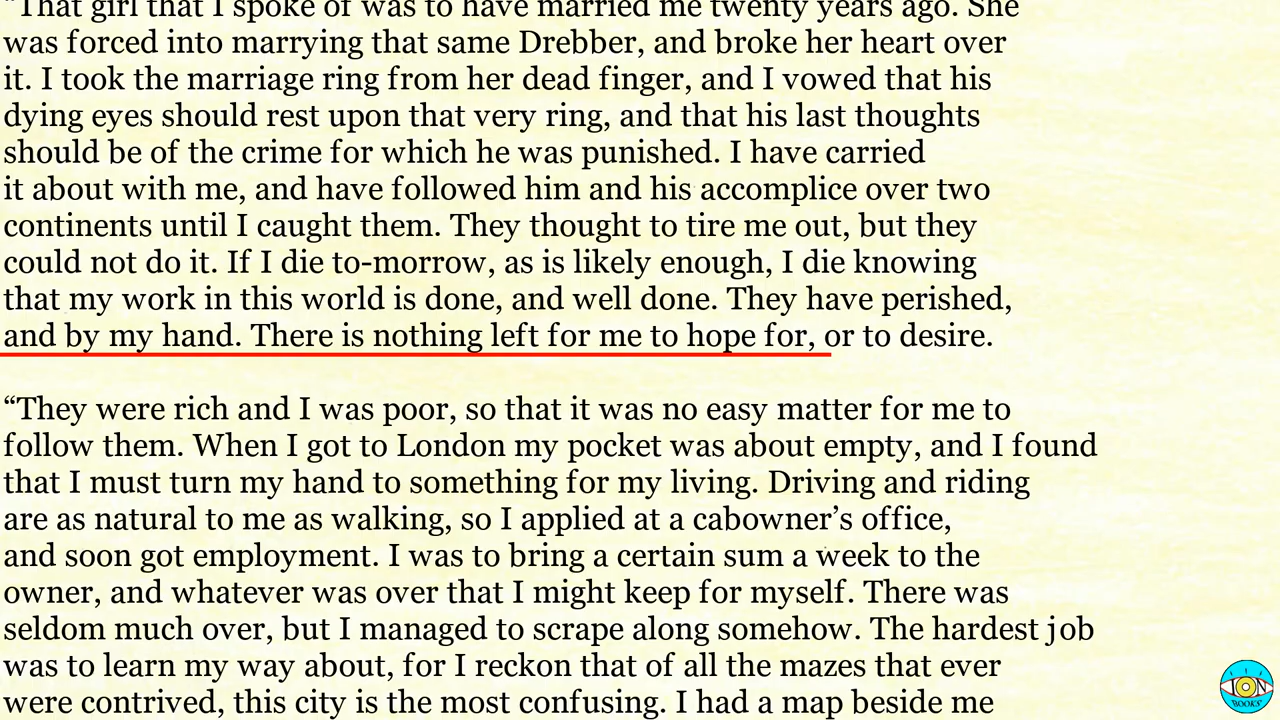 “That girl that I spoke of was to have married me twenty years ago. She
was forced into marrying that same Drebber, and broke her heart over
it. I took the marriage ring from her dead finger, and I vowed that his
dying eyes should rest upon that very ring, and that his last thoughts
should be of the crime for which he was punished. I have carried
it about with me, and have followed him and his accomplice over two
continents until I caught them. They thought to tire me out, but they
could not do it. If I die to-morrow, as is likely enough, I die knowing
that my work in this world is done, and well done. They have perished,
and by my hand. There is nothing left for me to hope for, or to desire.
“They were rich and I was poor, so that it was no easy matter for me to
follow them. When I got to London my pocket was about empty, and I found
that I must turn my hand to something for my living. Driving and riding
are as natural to me as walking, so I applied at a cabowner’s office,
and soon got employment. I was to bring a certain sum a week to the
owner, and whatever was over that I might keep for myself. There was
seldom much over, but I managed to scrape along somehow. The hardest job
was to learn my way about, for I reckon that of all the mazes that ever
were contrived, this city is the most confusing. I had a map beside me
ION
BOOKS